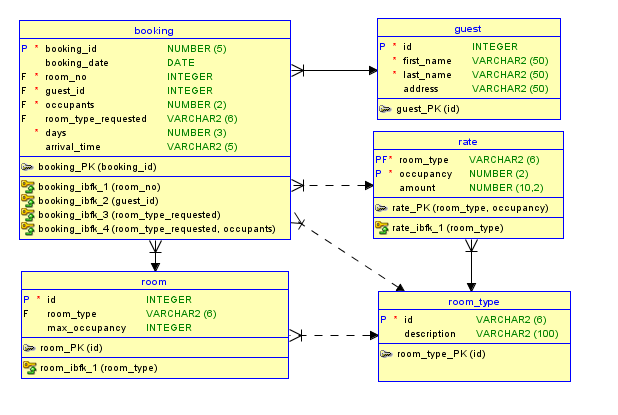 booking
P * booking_id NUMBER (5)
booking_date DATE
F * room_no INTEGER
F * guest_id INTEGER
F * occupants NUMBER (2)
F room_type_requested VARCHAR2 (6)
* days NUMBER (3)
arrival_time VARCHAR2 (5)
booking_PK (booking_id)
booking_ibfk_1 (room_no)
booking_ibfk_2 (guest_id)
booking_ibfk_3 (room_type_requested)
booking_ibfk_4 (room_type_requested, occupants)
guest
P * id INTEGER
* first_name VARCHAR2 (50)
* last_name VARCHAR2 (50)
address VARCHAR2 (50)
guest_PK (id)
rate
PF* room_type VARCHAR2 (6)
P * occupancy NUMBER (2)
amount NUMBER (10,2)
rate_PK (room_type, occupancy)
rate_ibfk_1 (room_type)
room
P * id INTEGER
F room_type VARCHAR2 (6)
max_occupancy INTEGER
room_PK (id)
room_ibfk_1 (room_type)
room_type
P * id VARCHAR2 (6)
description VARCHAR2 (100)
room_type_PK (id)